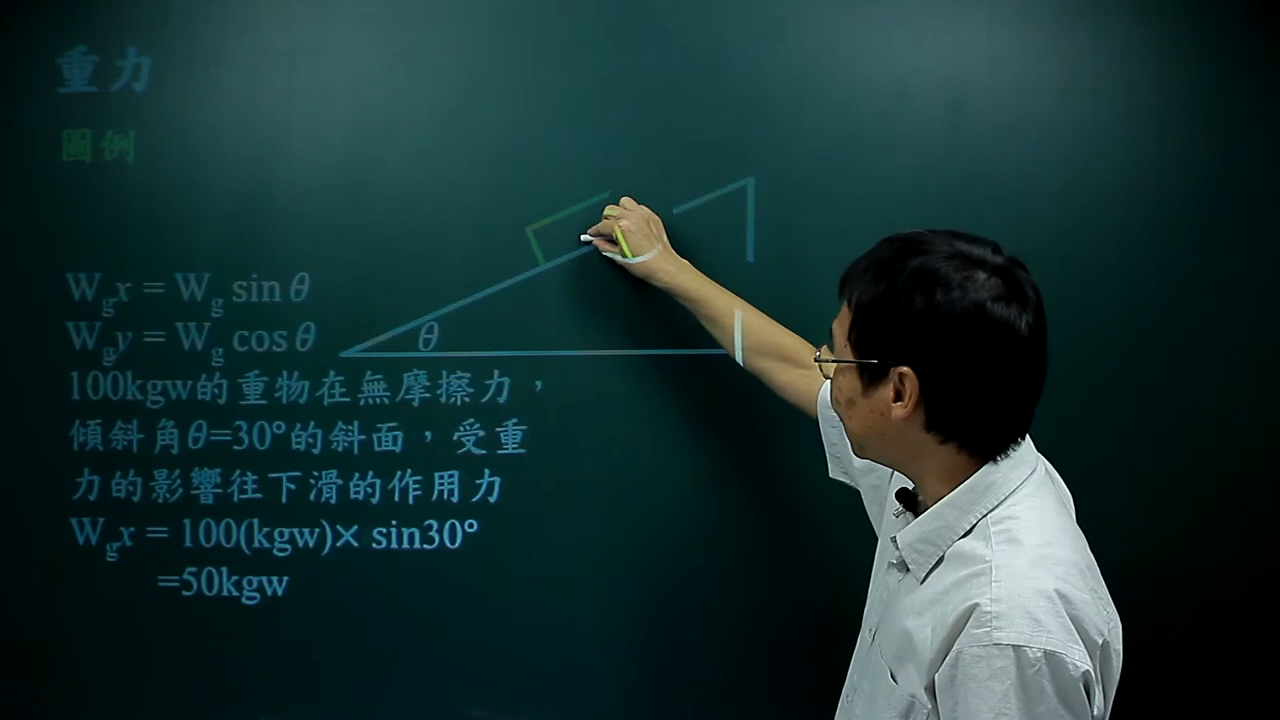 重力
圖例
θ
Wgx = Wg sin θ
Wgy = Wg cos θ
100kgw的重物在無摩擦力，
傾斜角θ=30°的斜面，受重
力的影響往下滑的作用力
Wgx = 100(kgw)× sin30°
=50kgw